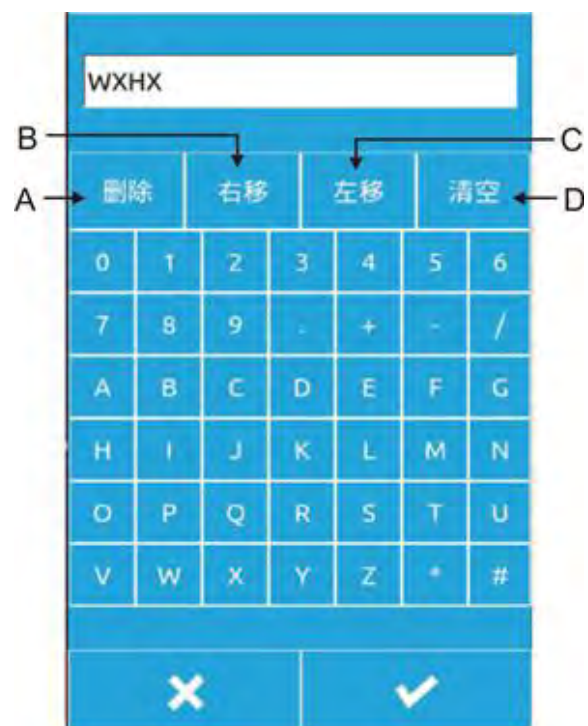 WXHX
B
C
A 删除 右移 左移 清空 D
0 1 2 3 4 5 6
7 8 9 . + - /
A B C D E F G
H I J K L M N
O P Q R S T U
V W X Y Z * #